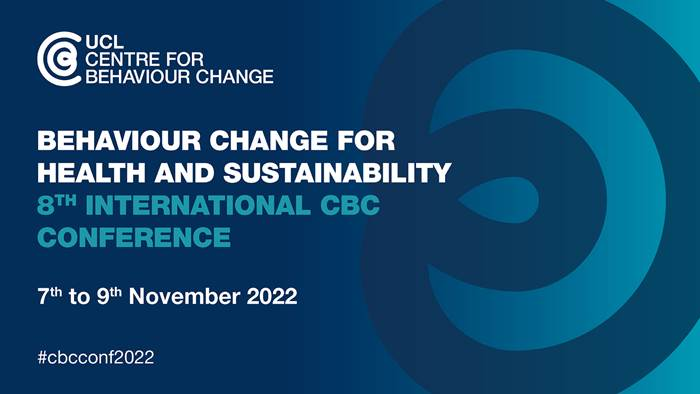 UCL
CENTRE FOR
BEHAVIOUR CHANGE
BEHAVIOUR CHANGE FOR
HEALTH AND SUSTAINABILITY
8TH INTERNATIONAL CBC
CONFERENCE
7th to 9th November 2022
#cbcconf2022